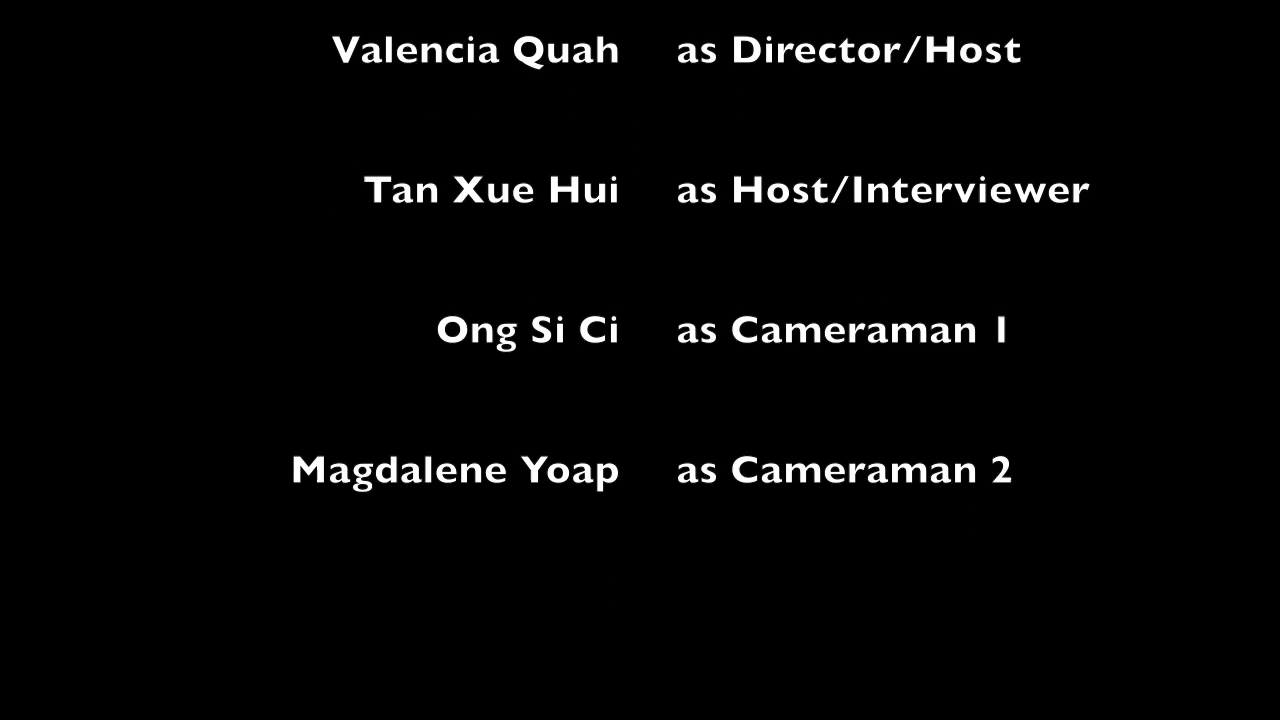 Valencia Quah as Director/Host
Tan Xue Hui as Host/Interviewer
Ong Si Ci as Cameraman 1
Magdalene Yoap as Cameraman 2